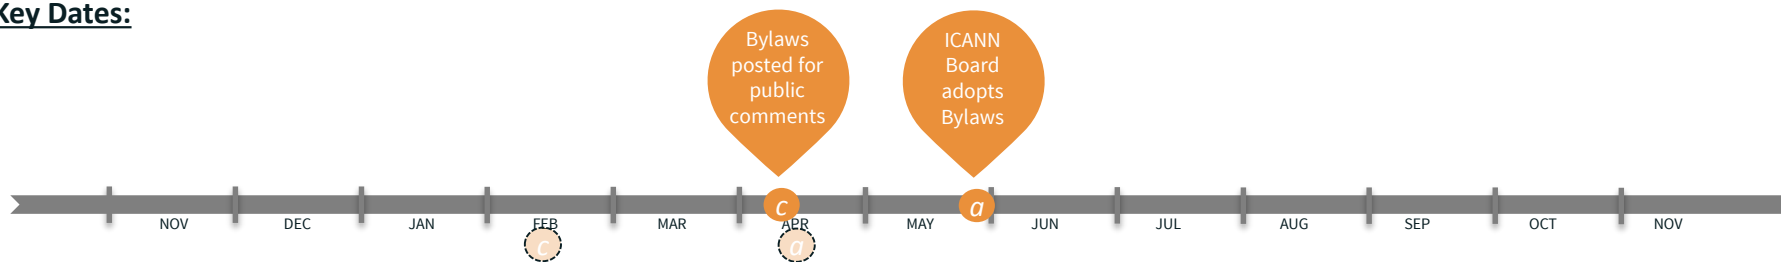 Key Dates:
Bylaws
posted for
public
comments
ICANN
Board
adopts
Bylaws
c
a
NOV DEC JAN FEB MAR APR MAY JUN JUL AUG SEP OCT NOV
c
a